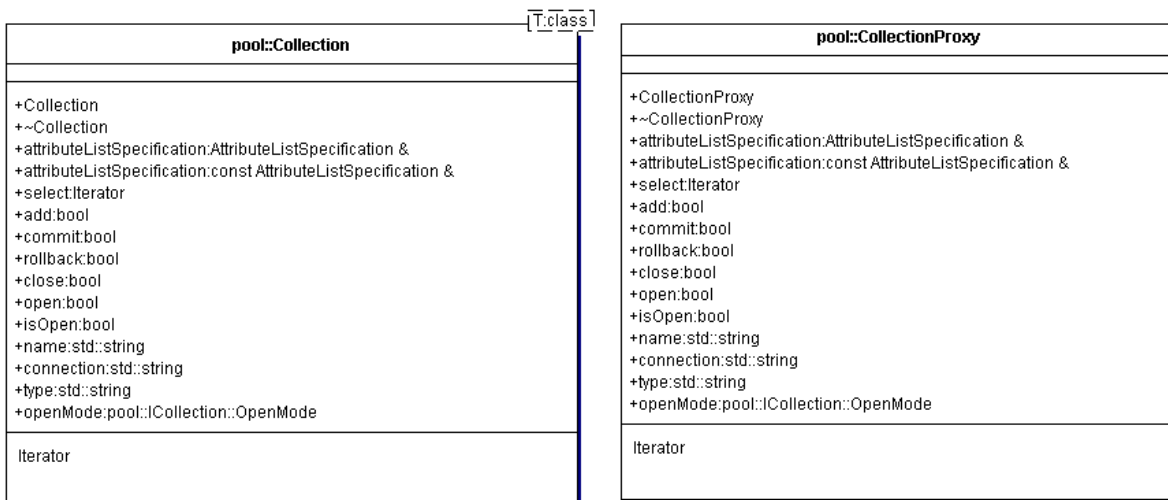 T:class
pool::Collection
+Collection
+~Collection
+attributeListSpecification:AttributeListSpecification &
+attributeListSpecification:const AttributeListSpecification &
+select:Iterator
+add:bool
+commit:bool
+rollback:bool
+close:bool
+open:bool
+isOpen:bool
+name:std::string
+connection:std::string
+type:std::string
+openMode:pool::ICollection::OpenMode
Iterator
pool::CollectionProxy
+CollectionProxy
+~CollectionProxy
+attributeListSpecification:AttributeListSpecification &
+attributeListSpecification:const AttributeListSpecification &
+select:Iterator
+add:bool
+commit:bool
+rollback:bool
+close:bool
+open:bool
+isOpen:bool
+name:std::string
+connection:std::string
+type:std::string
+openMode:pool::ICollection::OpenMode
Iterator